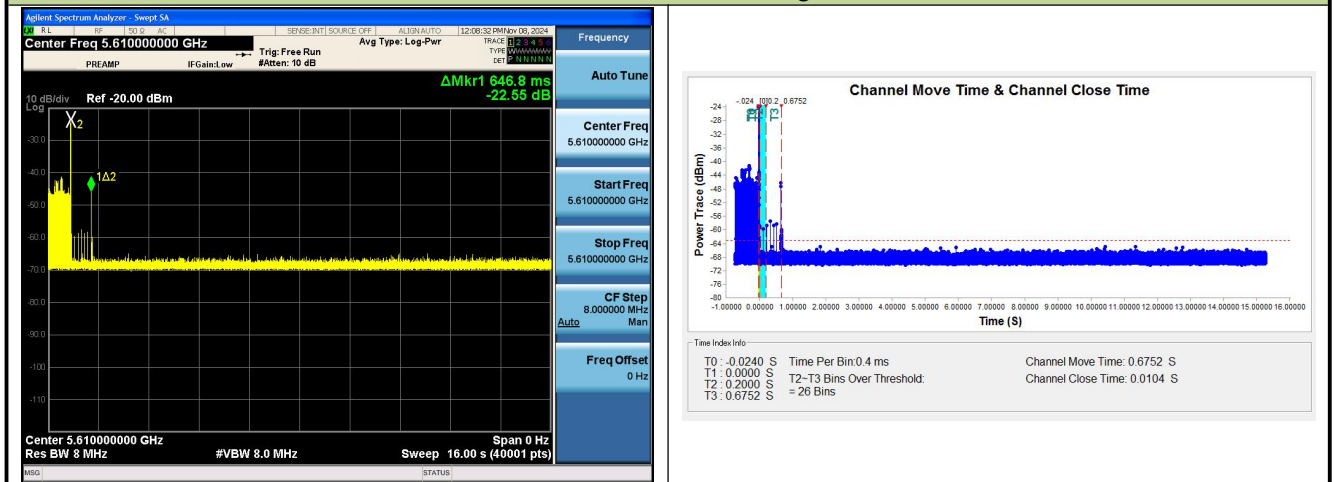 Agilent Spectrum Analyzer - Swept SA
RL RF 50 Ω AC SENSE:INT SOURCE OFF ALIGN AUTO 12:08:32 PM Nov 08, 2024
Center Freq 5.610000000 GHz
PREAMP
IFGain:Low
Trig: Free Run
#Atten: 10 dB
Avg Type: Log-Pwr
TRACE 1 2 3 4 5 6
TYPE
DET P N N N N N
ΔMkr1 646.8 ms
-22.55 dB
10 dB/div Ref -20.00 dBm
Log
X2
1Δ2
-30.0
-40.0
-50.0
-60.0
-70.0
-80.0
-90.0
-100
-110
Center 5.610000000 GHz
Span 0 Hz
Res BW 8 MHz #VBW 8.0 MHz Sweep 16.00 s (40001 pts)
MSG STATUS
Frequency
Auto Tune
Center Freq
5.610000000 GHz
Start Freq
5.610000000 GHz
Stop Freq
5.610000000 GHz
CF Step
8.000000 MHz
Auto Man
Freq Offset
0 Hz
Channel Move Time & Channel Close Time
0.6752
T3
Power Trace (dBm)
-24
-28
-32
-36
-40
-44
-48
-52
-56
-60
-64
-68
-72
-76
-80
-1.00000 0.00000 1.00000 2.00000 3.00000 4.00000 5.00000 6.00000 7.00000 8.00000 9.00000 10.00000 11.00000 12.00000 13.00000 14.00000 15.00000 16.00000
Time (S)
Time Index Info
T0 : -0.0240 S
T1 : 0.0000 S
T2 : 0.2000 S
T3 : 0.6752 S
Time Per Bin:0.4 ms
T2~T3 Bins Over Threshold:
= 26 Bins
Channel Move Time: 0.6752 S
Channel Close Time: 0.0104 S